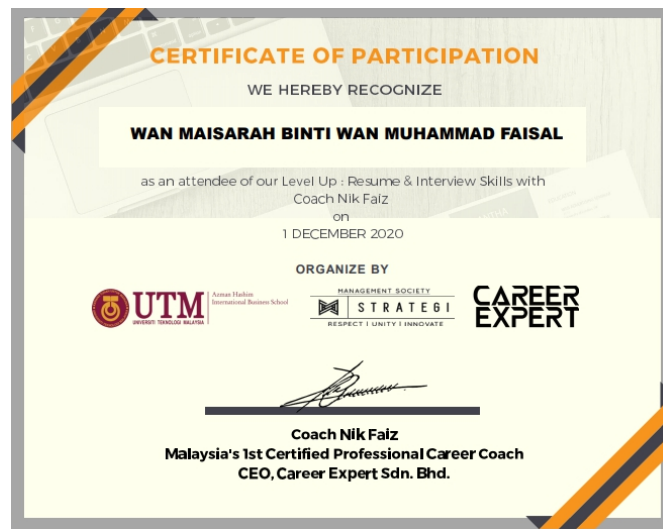 CERTIFICATE OF PARTICIPATION
WE HEREBY RECOGNIZE
WAN MAISARAH BINTI WAN MUHAMMAD FAISAL
as an attendee of our Level Up : Resume & Interview Skills with
Coach Nik Faiz
on
1 DECEMBER 2020
ORGANIZE BY
UTM
UNIVERSITI TEKNOLOGI MALAYSIA
Azman Hashim
International Business School
MANAGEMENT SOCIETY
STRATEGI
RESPECT | UNITY | INNOVATE
CAREER
EXPERT
Coach Nik Faiz
Malaysia's 1st Certified Professional Career Coach
CEO, Career Expert Sdn. Bhd.